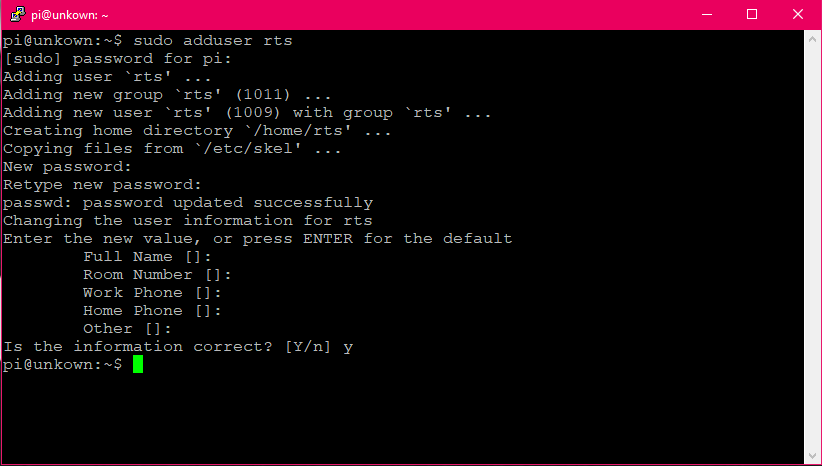 pi@unkown: ~
pi@unkown:~$ sudo adduser rts
[sudo] password for pi:
Adding user `rts' ...
Adding new group `rts' (1011) ...
Adding new user `rts' (1009) with group `rts' ...
Creating home directory `/home/rts' ...
Copying files from `/etc/skel' ...
New password:
Retype new password:
passwd: password updated successfully
Changing the user information for rts
Enter the new value, or press ENTER for the default
        Full Name []:
        Room Number []:
        Work Phone []:
        Home Phone []:
        Other []:
Is the information correct? [Y/n] y
pi@unkown:~$